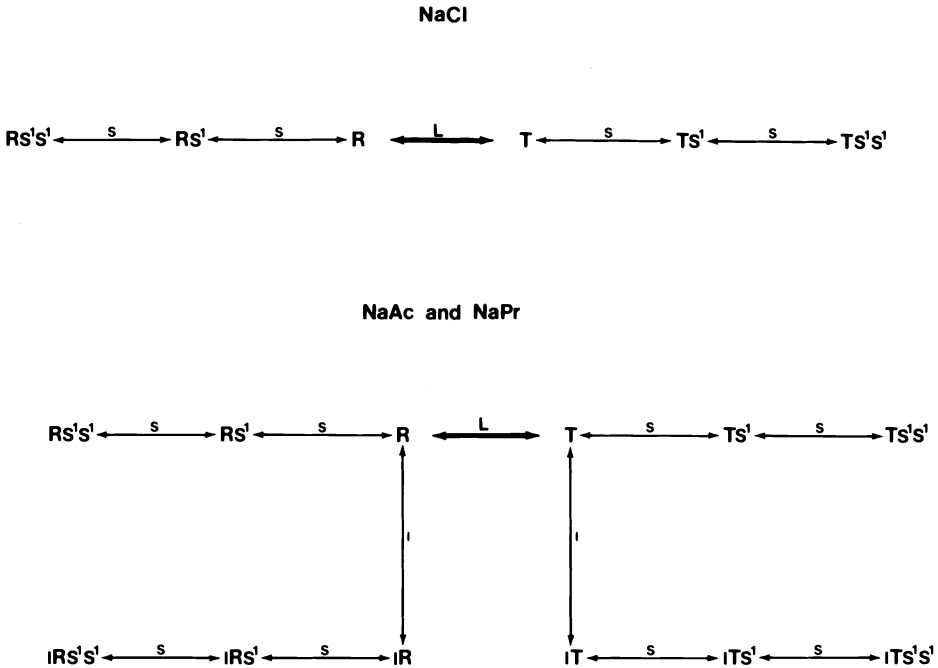 NaCl
S S L S S
RS¹S¹ RS¹ R T TS¹ TS¹S¹
NaAc and NaPr
S S L S S
RS¹S¹ RS¹ R T TS¹ TS¹S¹
I I
S S S S
IRS¹S¹ IRS¹ IR IT ITS¹ ITS¹S¹